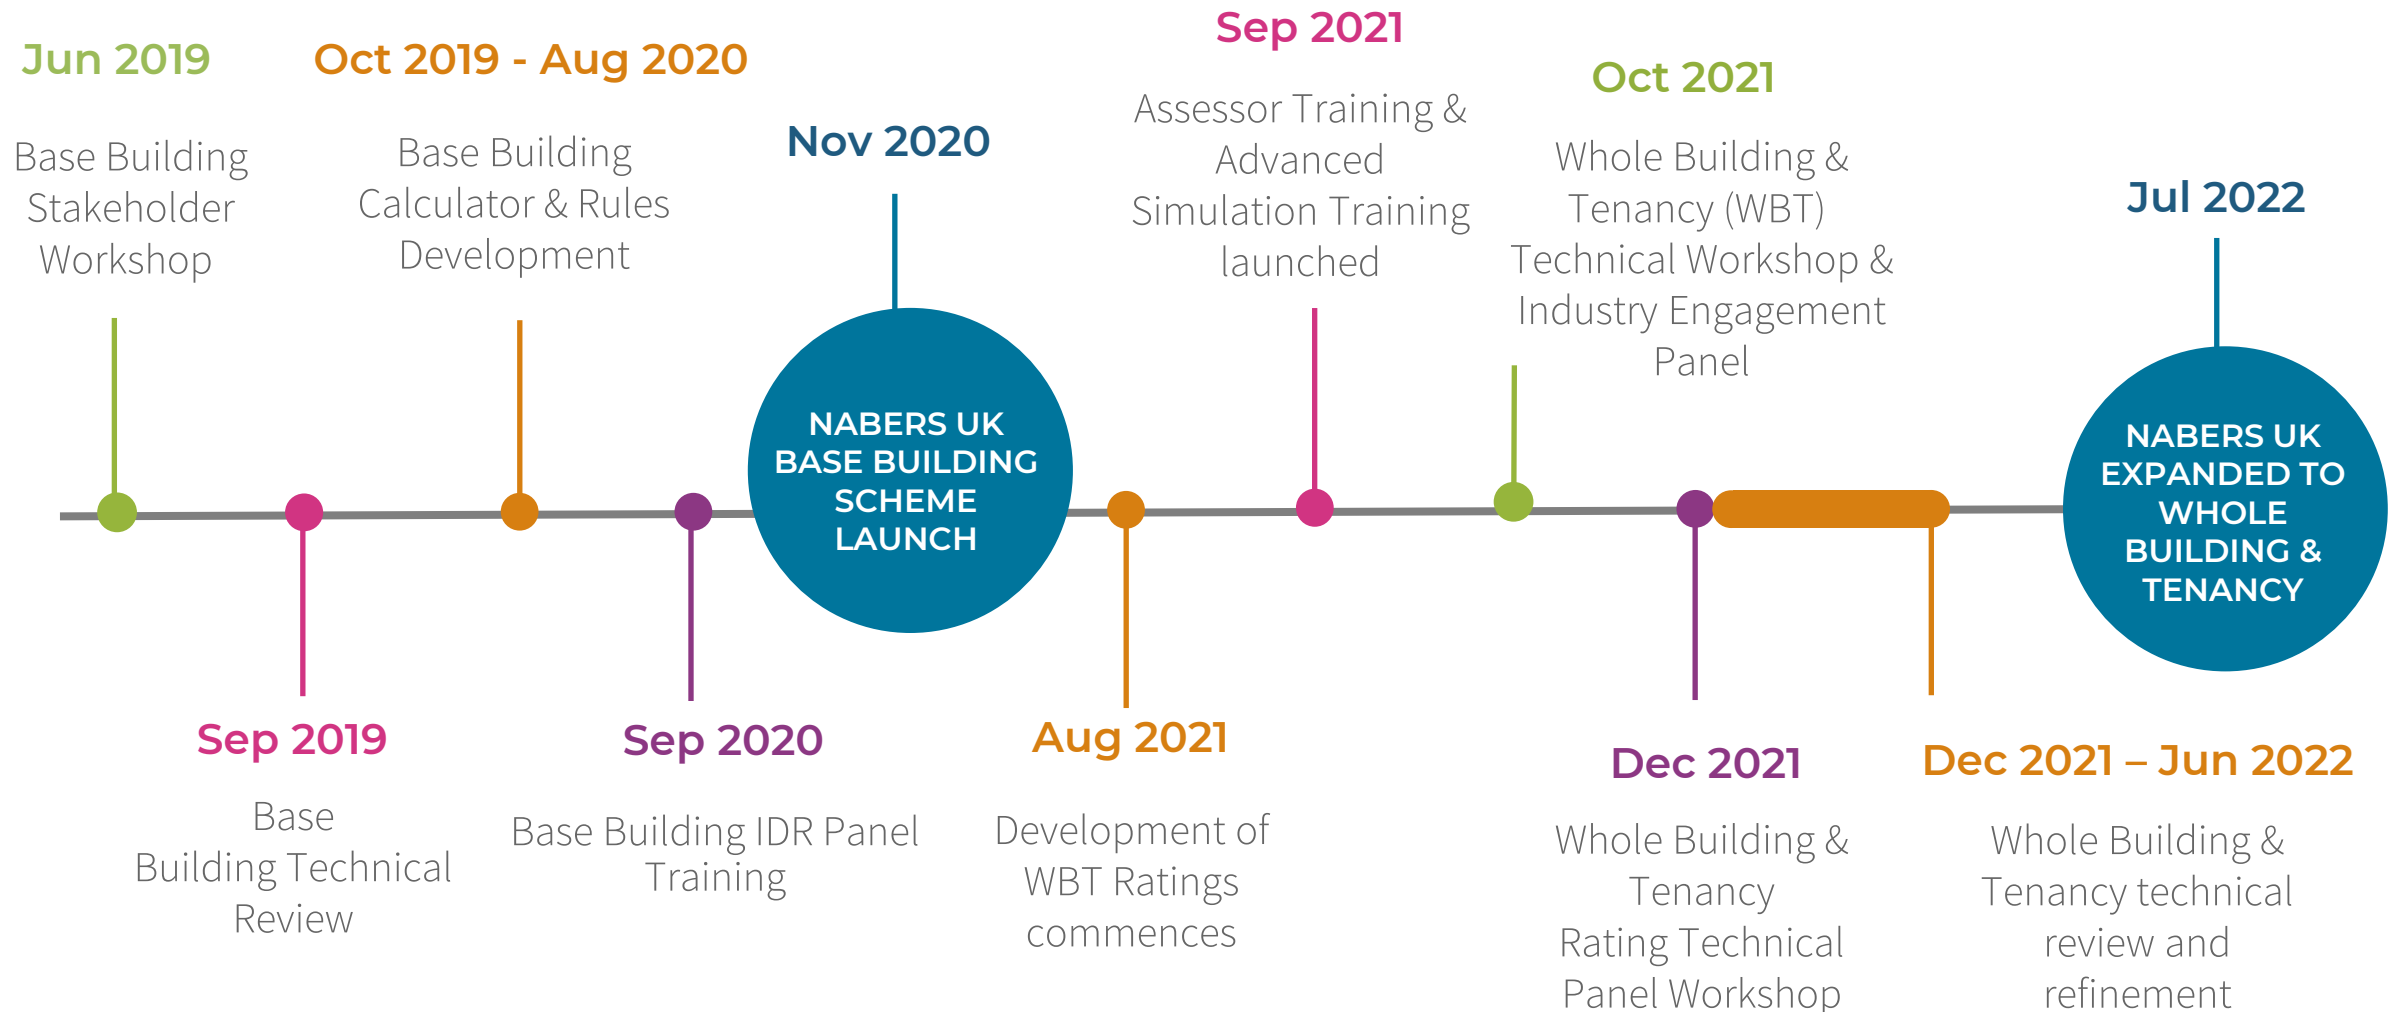 Jun 2019
Base Building
Stakeholder
Workshop
Oct 2019 - Aug 2020
Base Building
Calculator & Rules
Development
Nov 2020
NABERS UK
BASE BUILDING
SCHEME
LAUNCH
Sep 2021
Assessor Training &
Advanced
Simulation Training
launched
Oct 2021
Whole Building &
Tenancy (WBT)
Technical Workshop &
Industry Engagement
Panel
Jul 2022
NABERS UK
EXPANDED TO
WHOLE
BUILDING &
TENANCY
Sep 2019
Base
Building Technical
Review
Sep 2020
Base Building IDR Panel
Training
Aug 2021
Development of
WBT Ratings
commences
Dec 2021
Whole Building &
Tenancy
Rating Technical
Panel Workshop
Dec 2021 – Jun 2022
Whole Building &
Tenancy technical
review and
refinement